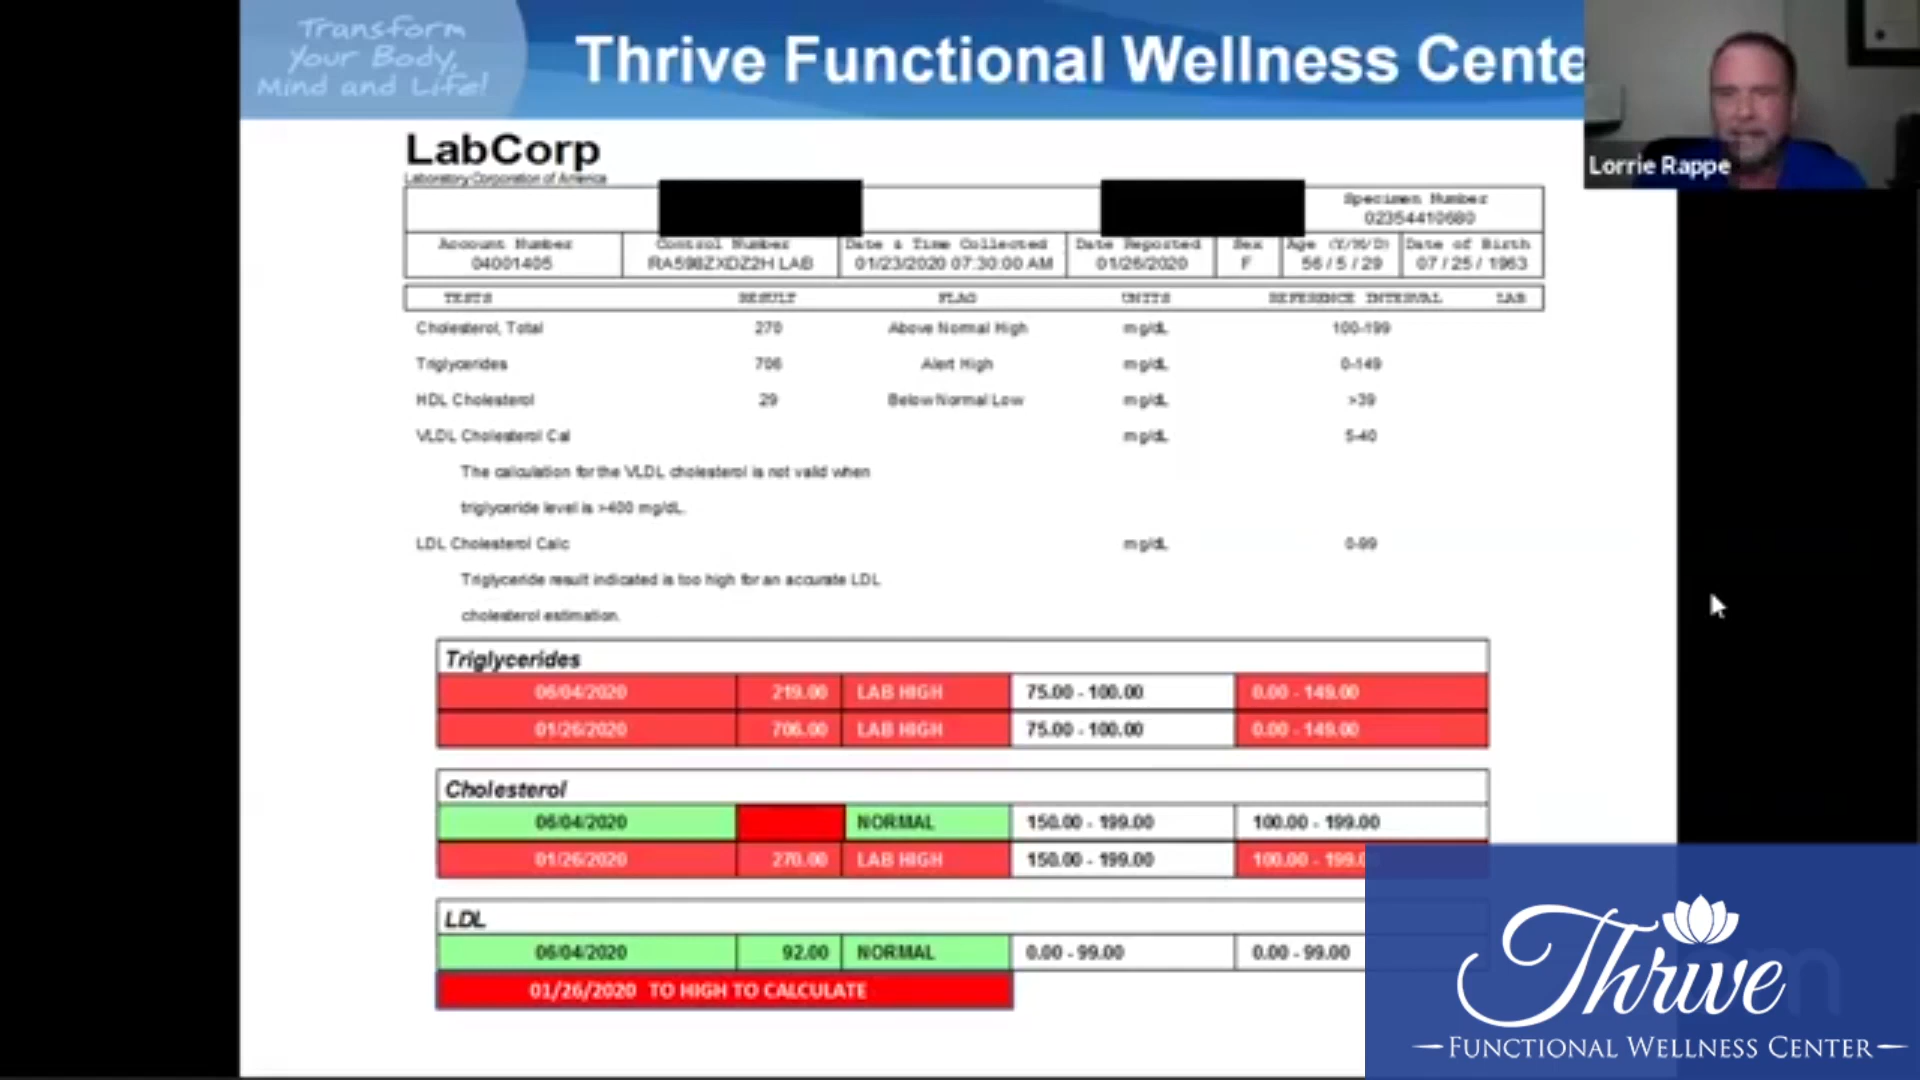 Transform
Your Body,
Mind and Life!
Thrive Functional Wellness Cente
Lorrie Rappe
LabCorp
Laboratory Corporation of America
Specimen Number
02354410680
Account Number Control Number Date & Time Collected Date Reported Sex Age (Y/M/D) Date of Birth
04001405 RA598ZXDZ2H LAB 01/23/2020 07:30:00 AM 01/26/2020 F 56 / 5 / 29 07 / 25 / 1963
TESTS RESULT FLAG UNITS REFERENCE INTERVAL LAB
Cholesterol, Total 270 Above Normal High mg/dL 100-199
Triglycerides 706 Alert High mg/dL 0-149
HDL Cholesterol 29 Below Normal Low mg/dL >39
VLDL Cholesterol Cal mg/dL 5-40
The calculation for the VLDL cholesterol is not valid when
triglyceride level is >400 mg/dL.
LDL Cholesterol Calc mg/dL 0-99
Triglyceride result indicated is too high for an accurate LDL
cholesterol estimation.
Triglycerides
06/04/2020 219.00 LAB HIGH 75.00 - 100.00 0.00 - 149.00
01/26/2020 706.00 LAB HIGH 75.00 - 100.00 0.00 - 149.00
Cholesterol
06/04/2020 NORMAL 150.00 - 199.00 100.00 - 199.00
01/26/2020 270.00 LAB HIGH 150.00 - 199.00 100.00 - 199.0
LDL
06/04/2020 92.00 NORMAL 0.00 - 99.00 0.00 - 99.00
01/26/2020 TO HIGH TO CALCULATE
Thrive
FUNCTIONAL WELLNESS CENTER